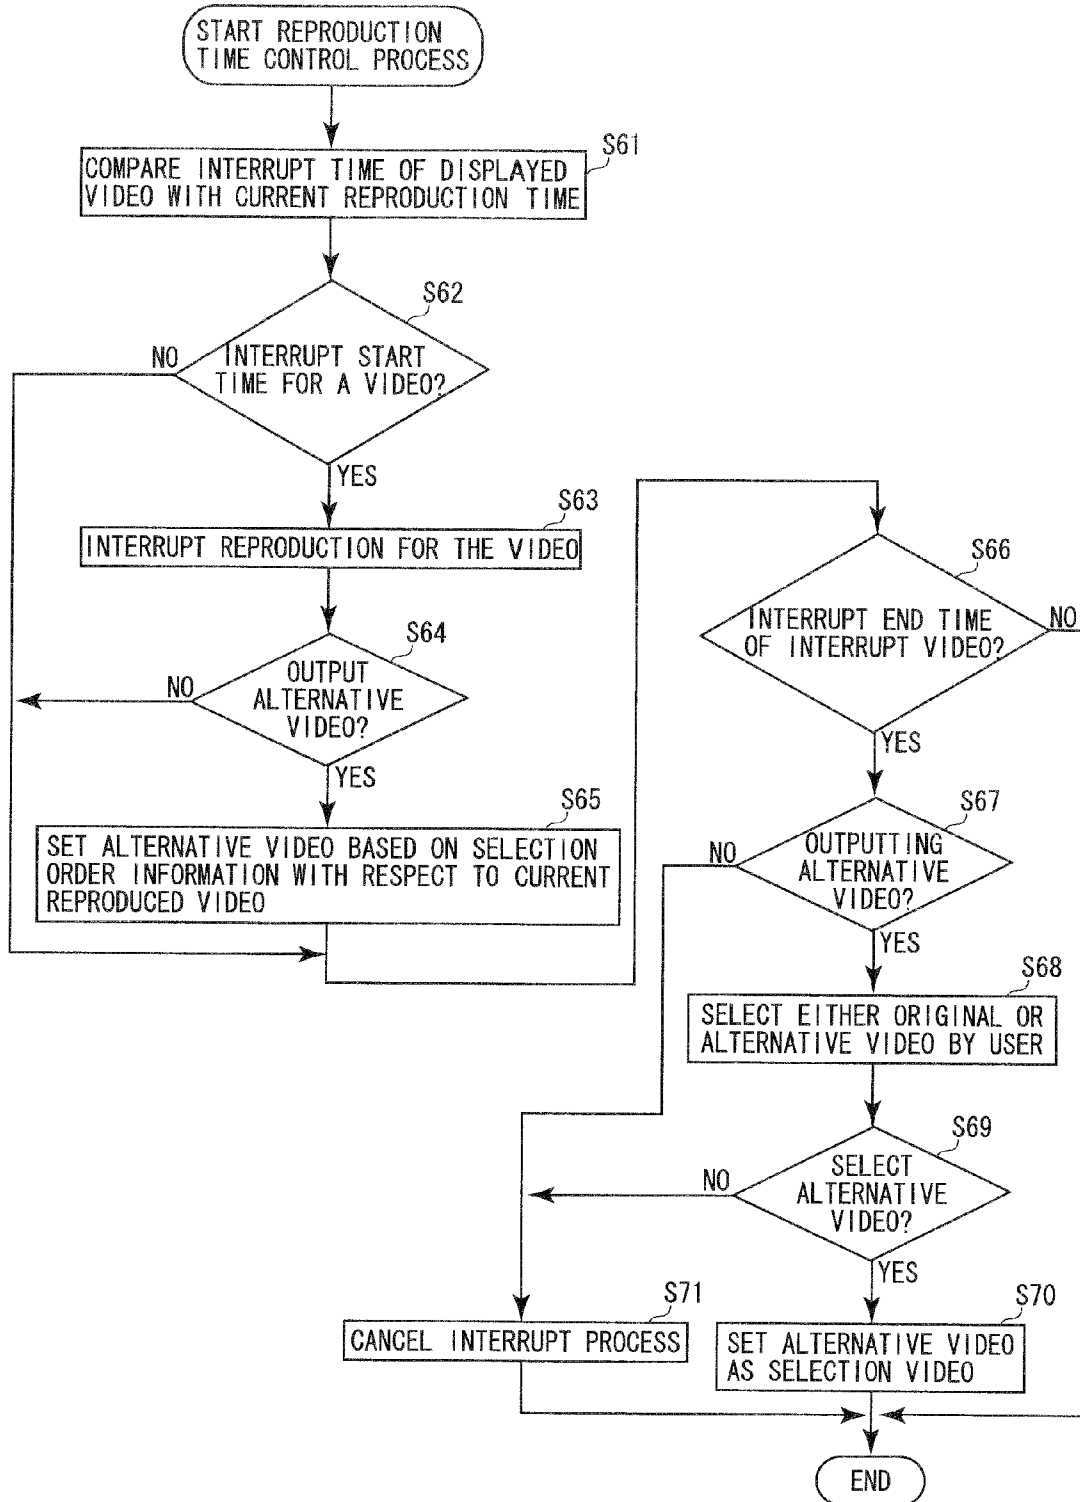 START REPRODUCTION
TIME CONTROL PROCESS
S61
COMPARE INTERRUPT TIME OF DISPLAYED
VIDEO WITH CURRENT REPRODUCTION TIME
S62
NO
INTERRUPT START
TIME FOR A VIDEO?
YES
S63
INTERRUPT REPRODUCTION FOR THE VIDEO
S64
NO
OUTPUT
ALTERNATIVE
VIDEO?
YES
S65
SET ALTERNATIVE VIDEO BASED ON SELECTION
ORDER INFORMATION WITH RESPECT TO CURRENT
REPRODUCED VIDEO
S66
INTERRUPT END TIME
OF INTERRUPT VIDEO?
NO
YES
S67
NO
OUTPUTTING
ALTERNATIVE
VIDEO?
YES
S68
SELECT EITHER ORIGINAL OR
ALTERNATIVE VIDEO BY USER
S69
NO
SELECT
ALTERNATIVE
VIDEO?
YES
S71
CANCEL INTERRUPT PROCESS
S70
SET ALTERNATIVE VIDEO
AS SELECTION VIDEO
END